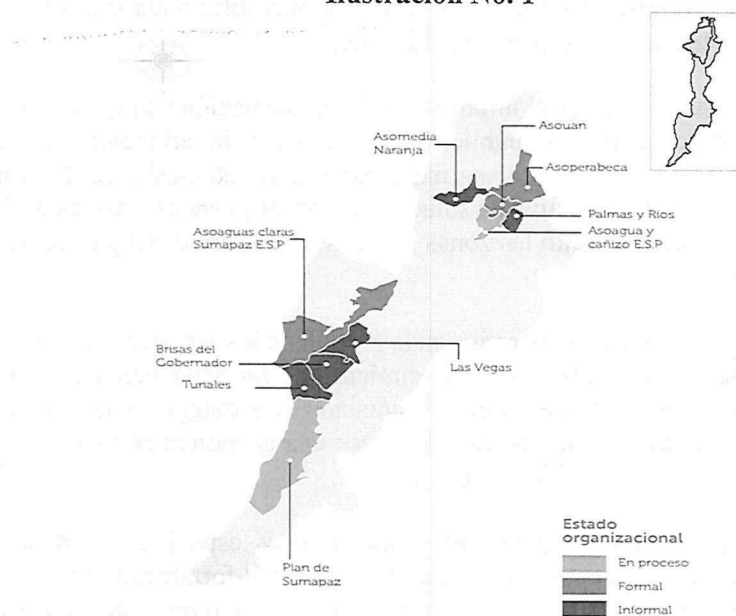 Ilustración No. 1
Asomedia
Naranja
Asouan
Asoperabeca
Palmas y Ríos
Asoagua y
cañizo E.S.P
Asoaguas claras
Sumapaz E.S.P
Brisas del
Gobernador
Tunales
Las Vegas
Plan de
Sumapaz
Estado
organizacional
En proceso
Formal
Informal